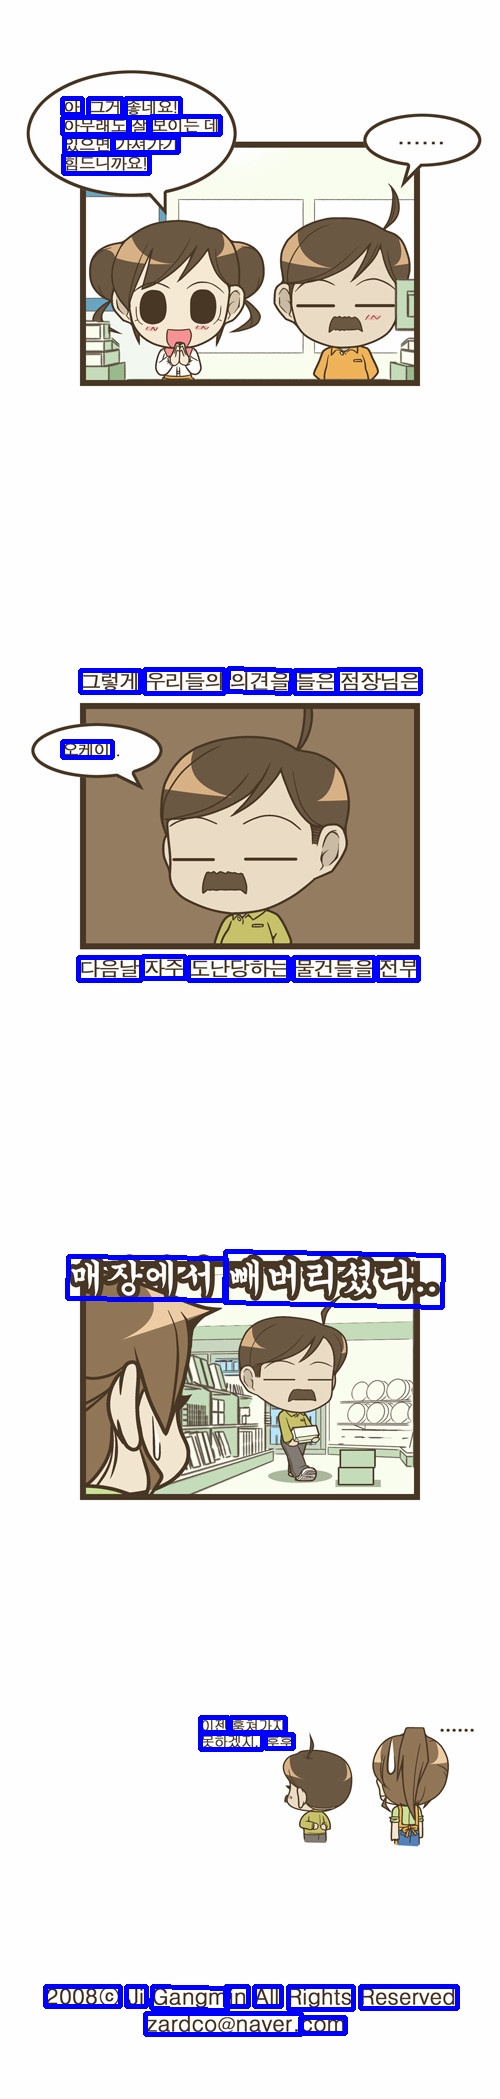 아 그거 좋네요!
아무래도 잘 보이는 데
있으면 가져가기
힘드니까요!
......
그렇게 우리들의 의견을 들은 점장님은
오케이.
다음날 자주 도난당하는 물건들을 전부
매장에서 빼버리셨다..
이젠 훔쳐가지
못하겠지. 후후
......
2008ⓒ Ji Gangmin All Rights Reserved
zardco@naver.com